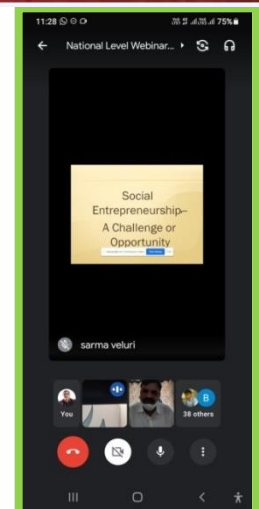 11:28
75%
National Level Webinar...
Social
Entrepreneurship–
A Challenge or
Opportunity
sarma veluri
You
B
38 others